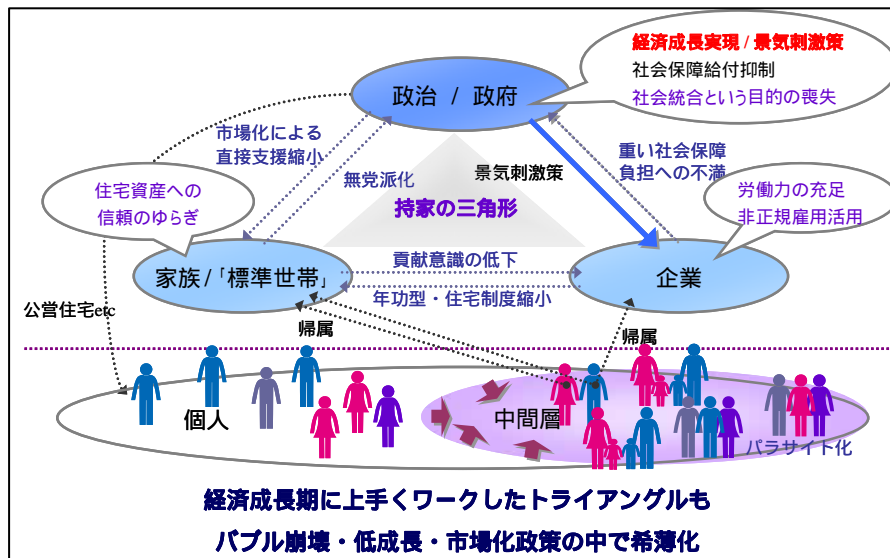 経済成長実現 / 景気刺激策
社会保障給付抑制
社会統合という目的の喪失
政治 / 政府
市場化による
直接支援縮小
無党派化
景気刺激策
重い社会保障
負担への不満
住宅資産への
信頼のゆらぎ
持家の三角形
労働力の充足
非正規雇用活用
家族/「標準世帯」
貢献意識の低下
年功型・住宅制度縮小
企業
公営住宅etc
帰属
帰属
個人
中間層
パラサイト化
経済成長期に上手くワークしたトライアングルも
バブル崩壊・低成長・市場化政策の中で希薄化